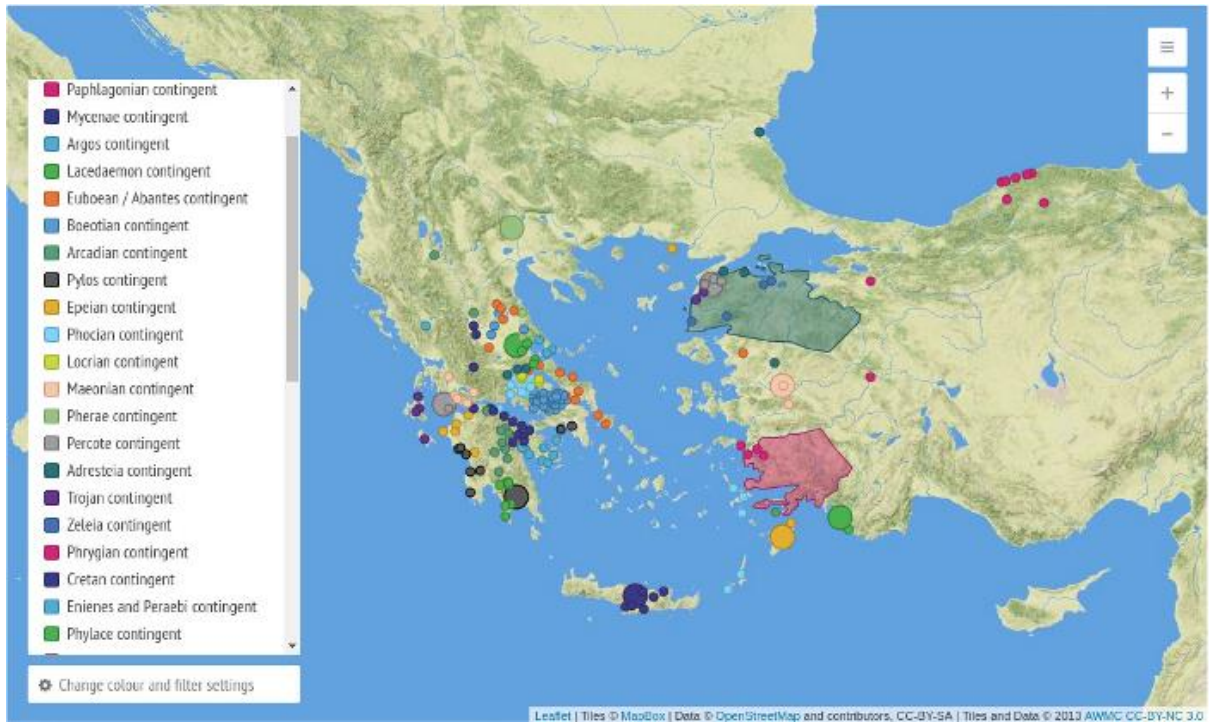 Paphlagonian contingent
Mycenae contingent
Argos contingent
Lacedaemon contingent
Euboean / Abantes contingent
Boeotian contingent
Arcadian contingent
Pylos contingent
Epeian contingent
Phocian contingent
Locrian contingent
Maeonian contingent
Pherae contingent
Percote contingent
Adresteia contingent
Trojan contingent
Zeleia contingent
Phrygian contingent
Cretan contingent
Enienes and Peraebi contingent
Phylace contingent
Change colour and filter settings
Leaflet | Tiles © MapBox | Data © OpenStreetMap and contributors, CC-BY-SA | Tiles and Data © 2013 AWMC CC-BY-NC 3.0